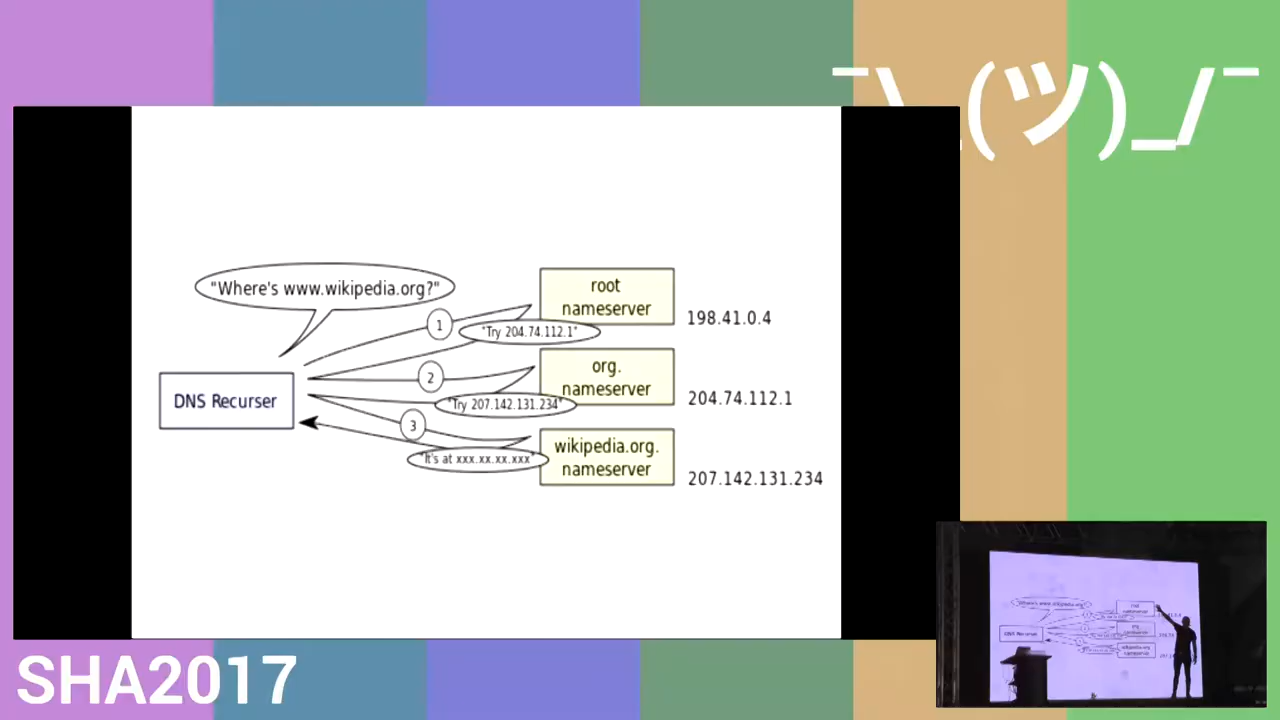 ¯\_(ツ)_/¯
"Where's www.wikipedia.org?"
root
nameserver
198.41.0.4
1
"Try 204.74.112.1"
2
org.
nameserver
204.74.112.1
DNS Recurser
"Try 207.142.131.234"
3
"It's at xxx.xx.xx.xxx"
wikipedia.org.
nameserver
207.142.131.234
SHA2017